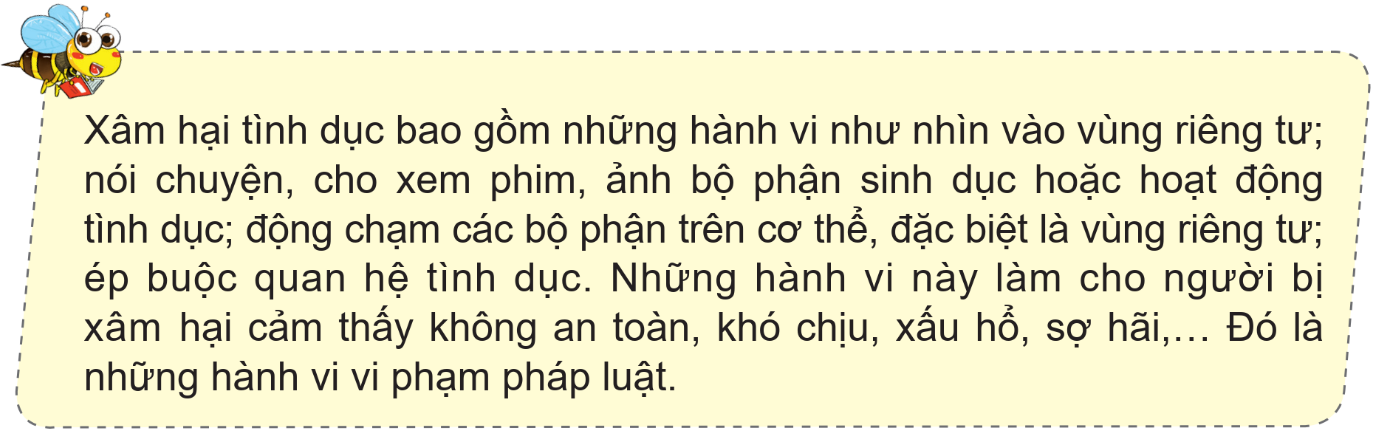 Xâm hại tình dục bao gồm những hành vi như nhìn vào vùng riêng tư;
nói chuyện, cho xem phim, ảnh bộ phận sinh dục hoặc hoạt động
tình dục; động chạm các bộ phận trên cơ thể, đặc biệt là vùng riêng tư;
ép buộc quan hệ tình dục. Những hành vi này làm cho người bị
xâm hại cảm thấy không an toàn, khó chịu, xấu hổ, sợ hãi,... Đó là
những hành vi vi phạm pháp luật.